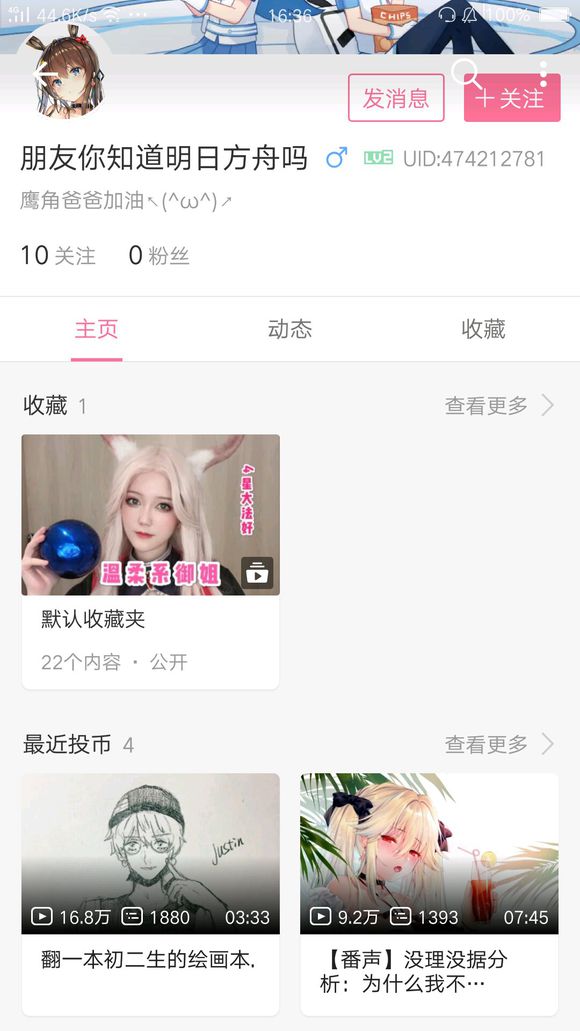 4G 44.6K/s ... 16:36 100%
CHIPS
发消息
+关注
朋友你知道明日方舟吗 ♂ LV2 UID:474212781
鹰角爸爸加油↖(^ω^)↗
10 关注 0 粉丝
主页 动态 收藏
收藏 1 查看更多
4星大法好
温柔系御姐
默认收藏夹
22个内容 · 公开
最近投币 4 查看更多
justin
16.8万 1880 03:33
9.2万 1393 07:45
翻一本初二生的绘画本.
【番声】没理没据分
析：为什么我不…